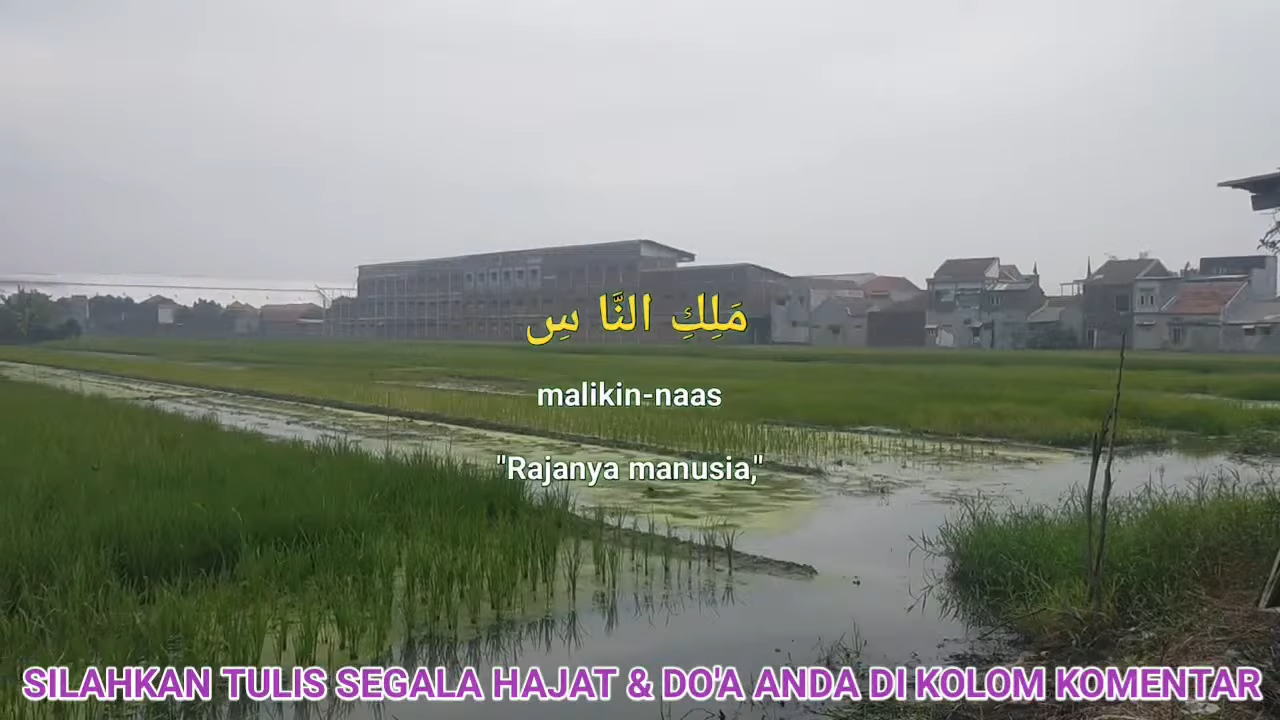 مَلِكِ النَّا سِ
malikin-naas
"Rajanya manusia,"
SILAHKAN TULIS SEGALA HAJAT & DO'A ANDA DI KOLOM KOMENTAR